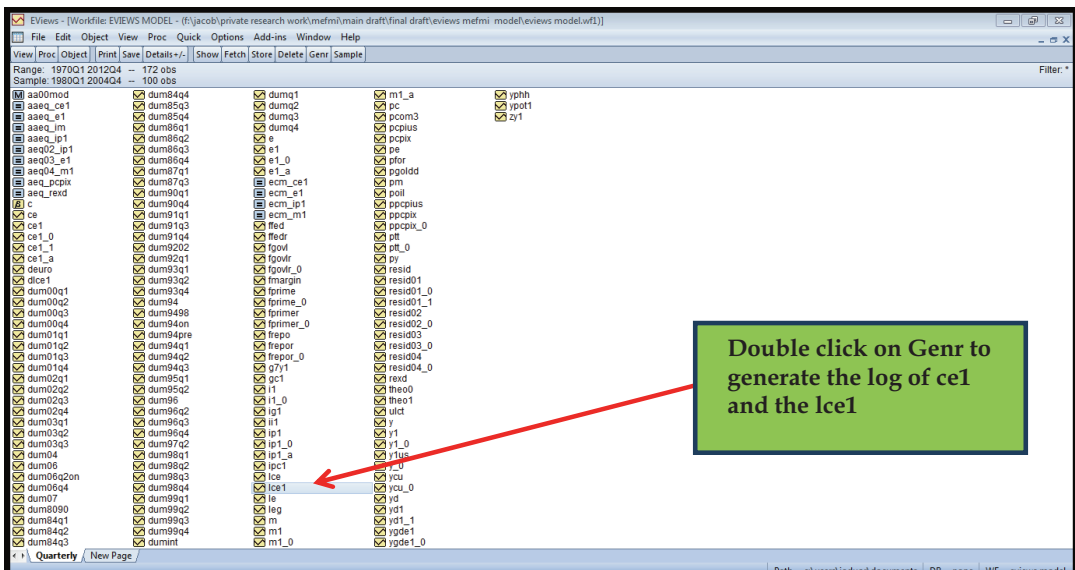 EViews - [Workfile: EVIEWS MODEL - (f:\jacob\private research work\mefmi\main draft\final draft\eviews mefmi model\eviews model.wf1)]
File Edit Object View Proc Quick Options Add-ins Window Help
View Proc Object Print Save Details+/- Show Fetch Store Delete Genr Sample
Range: 1970Q1 2012Q4 -- 172 obs
Filter: *
Sample: 1980Q1 2004Q4 -- 100 obs
aa00mod
aaeq_ce1
aaeq_e1
aaeq_im
aaeq_ip1
aeq02_ip1
aeq03_e1
aeq04_m1
aeq_pcpix
aeq_rexd
c
ce
ce1
ce1_0
ce1_1
ce1_a
deuro
dlce1
dum00q1
dum00q2
dum00q3
dum00q4
dum01q1
dum01q2
dum01q3
dum01q4
dum02q1
dum02q2
dum02q3
dum02q4
dum03q1
dum03q2
dum03q3
dum04
dum06
dum06q2on
dum06q4
dum07
dum8090
dum84q1
dum84q2
dum84q3
dum84q4
dum85q3
dum85q4
dum86q1
dum86q2
dum86q3
dum86q4
dum87q1
dum87q3
dum90q1
dum90q4
dum91q1
dum91q3
dum91q4
dum9202
dum92q1
dum93q1
dum93q2
dum93q4
dum94
dum9498
dum94on
dum94pre
dum94q1
dum94q2
dum94q3
dum95q1
dum95q2
dum96
dum96q2
dum96q3
dum96q4
dum97q2
dum98q1
dum98q2
dum98q3
dum98q4
dum99q1
dum99q2
dum99q3
dum99q4
dumint
dumq1
dumq2
dumq3
dumq4
e
e1
e1_0
e1_a
ecm_ce1
ecm_e1
ecm_ip1
ecm_m1
ffed
ffedr
fgovl
fgovlr
fgovlr_0
fmargin
fprime
fprime_0
fprimer
fprimer_0
frepo
frepor
frepor_0
g7y1
gc1
i1
i1_0
ig1
ii1
ip1
ip1_0
ip1_a
ipc1
lce
lce1
le
leg
m
m1
m1_0
m1_a
pc
pcom3
pcpius
pcpix
pe
pfor
pgoldd
pm
poil
ppcpius
ppcpix
ppcpix_0
ptt
ptt_0
py
resid
resid01
resid01_0
resid01_1
resid02
resid02_0
resid03
resid03_0
resid04
resid04_0
rexd
theo0
theo1
ulct
y
y1
y1_0
y1us
y_0
ycu
ycu_0
yd
yd1
yd1_1
ygde1
ygde1_0
yphh
ypot1
zy1
Double click on Genr to
generate the log of ce1
and the lce1
Quarterly New Page